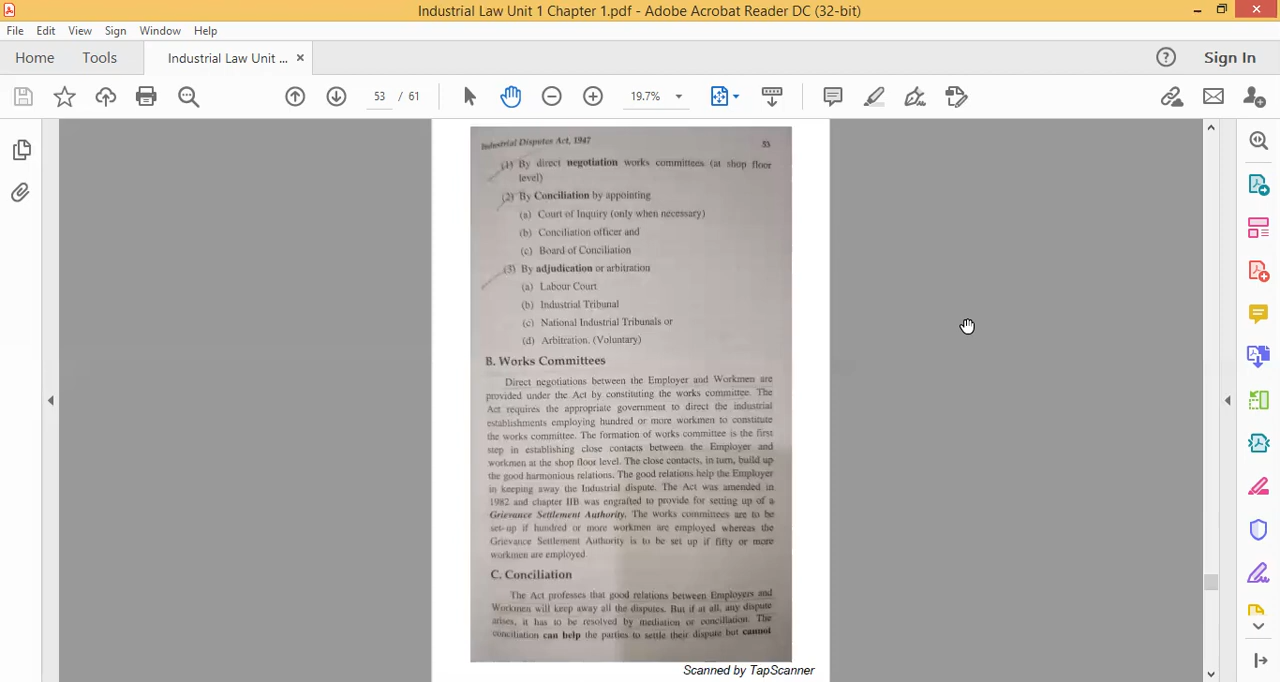 Industrial Law Unit 1 Chapter 1.pdf - Adobe Acrobat Reader DC (32-bit)
File Edit View Sign Window Help
Home Tools Industrial Law Unit ... × ? Sign In
53 / 61 19.7%
Industrial Disputes Act, 1947 53
(1) By direct negotiation works committees (at shop floor
level)
(2) By Conciliation by appointing
(a) Court of Inquiry (only when necessary)
(b) Conciliation officer and
(c) Board of Conciliation
(3) By adjudication or arbitration
(a) Labour Court
(b) Industrial Tribunal
(c) National Industrial Tribunals or
(d) Arbitration. (Voluntary)
B. Works Committees
Direct negotiations between the Employer and Workmen are
provided under the Act by constituting the works committee. The
Act requires the appropriate government to direct the industrial
establishments employing hundred or more workmen to constitute
the works committee. The formation of works committee is the first
step in establishing close contacts between the Employer and
workmen at the shop floor level. The close contacts, in turn, build up
the good harmonious relations. The good relations help the Employer
in keeping away the Industrial dispute. The Act was amended in
1982 and chapter IIB was engrafted to provide for setting up of a
Grievance Settlement Authority. The works committees are to be
set-up if hundred or more workmen are employed whereas the
Grievance Settlement Authority is to be set up if fifty or more
workmen are employed.
C. Conciliation
The Act professes that good relations between Employers and
Workmen will keep away all the disputes. But if at all, any dispute
arises, it has to be resolved by mediation or conciliation. The
conciliation can help the parties to settle their dispute but cannot
Scanned by TapScanner